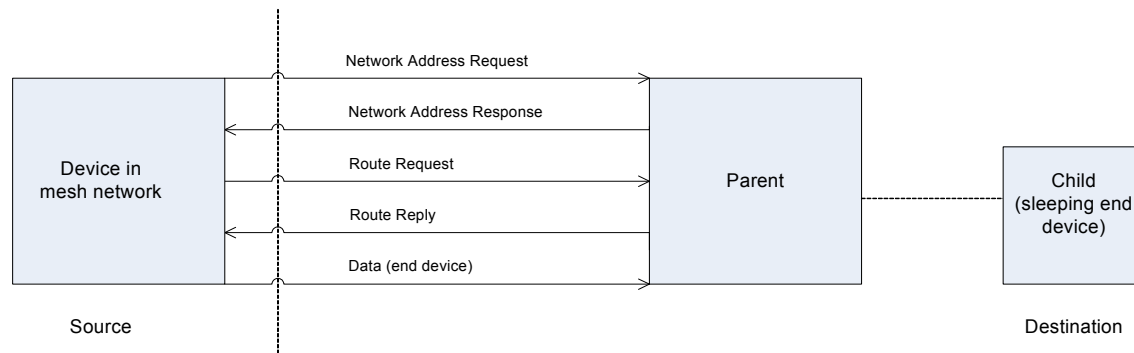 Network Address Request
Network Address Response
Route Request
Route Reply
Data (end device)
Device in
mesh network
Parent
Child
(sleeping end
device)
Source
Destination